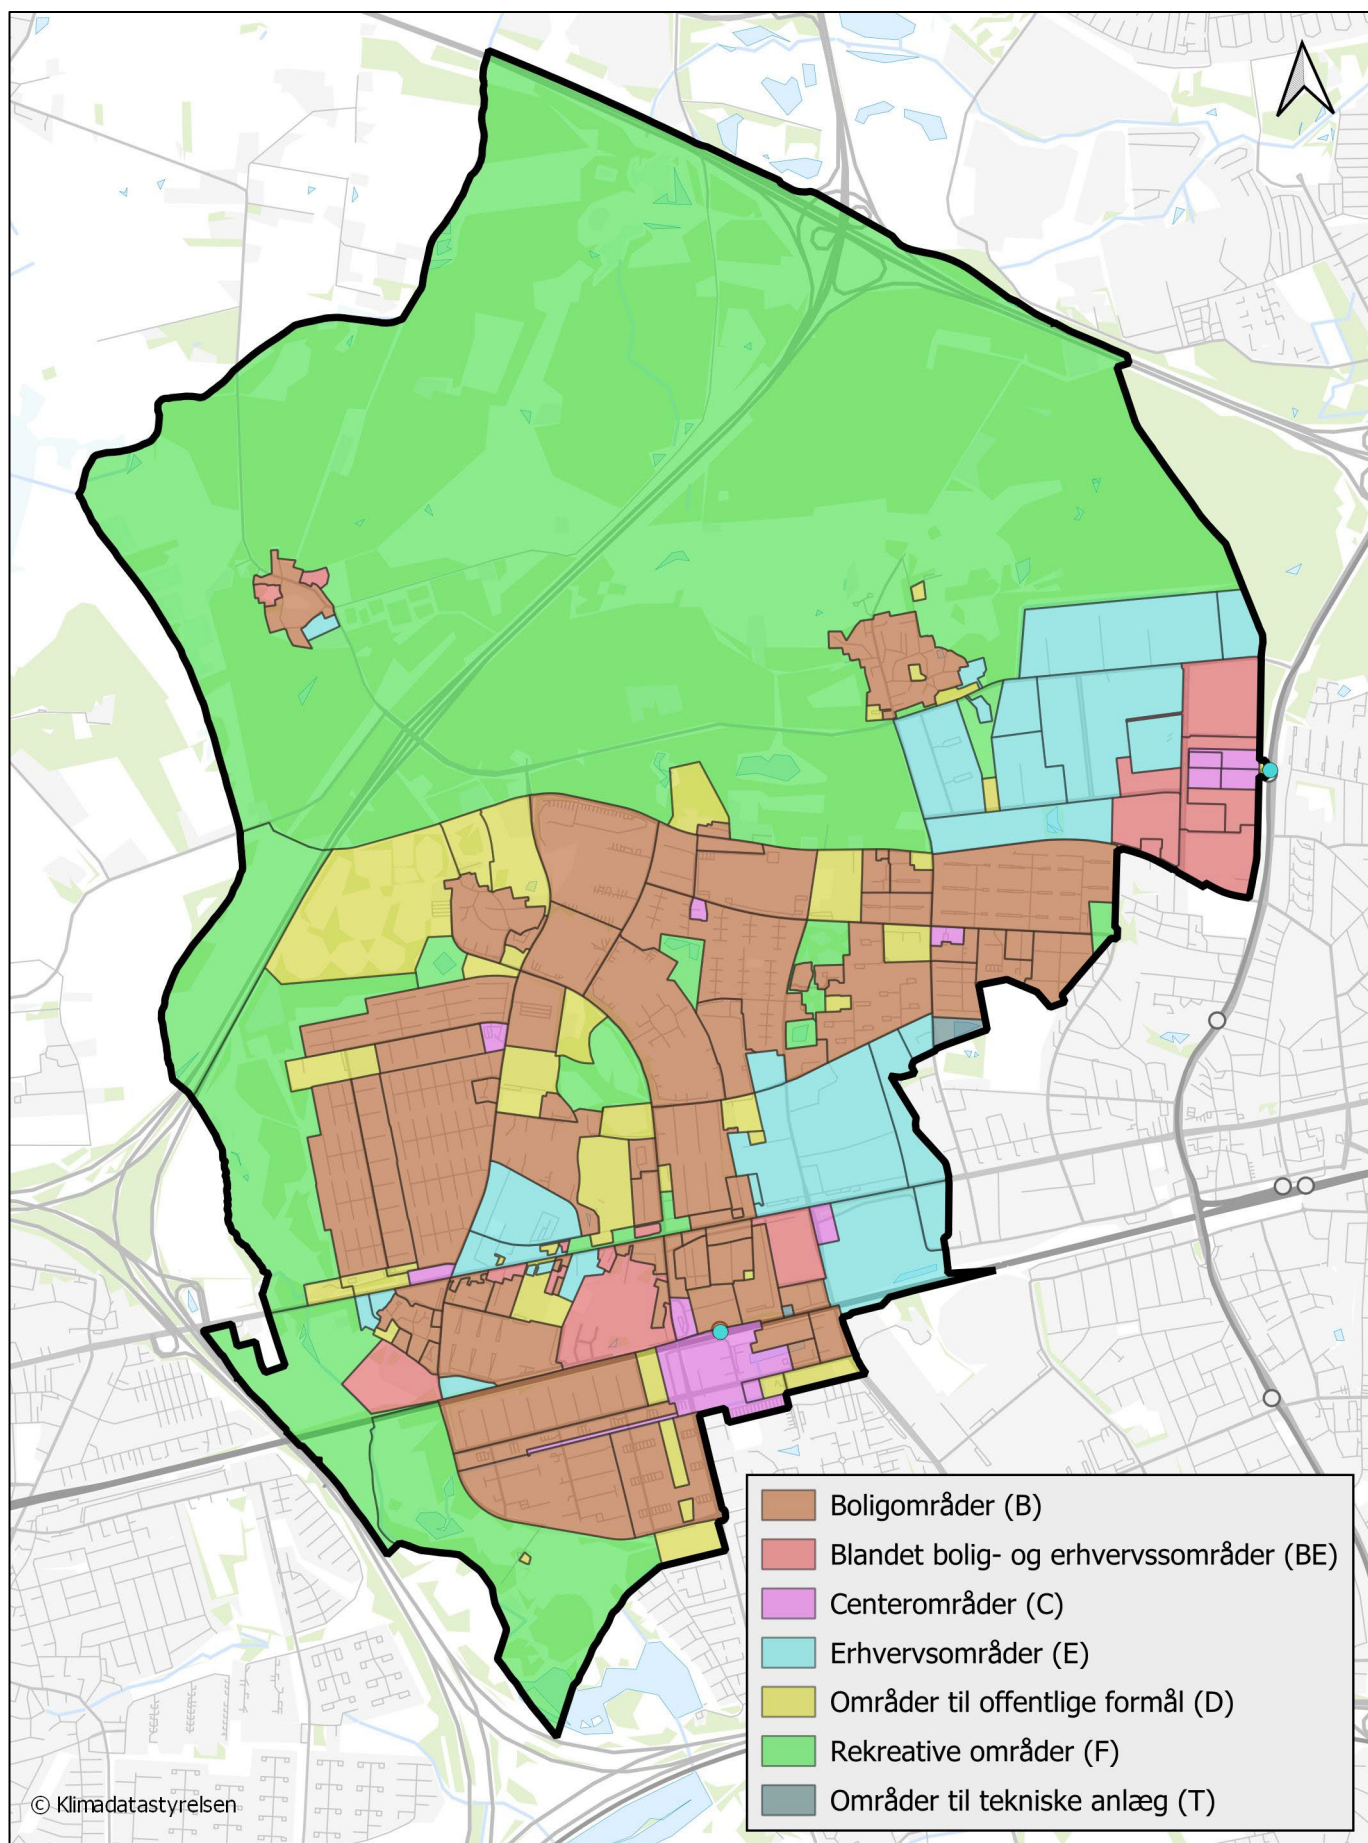 Boligområder (B)
Blandet bolig- og erhvervssområder (BE)
Centerområder (C)
Erhvervsområder (E)
Områder til offentlige formål (D)
Rekreative områder (F)
Områder til tekniske anlæg (T)
© Klimadatastyrelsen